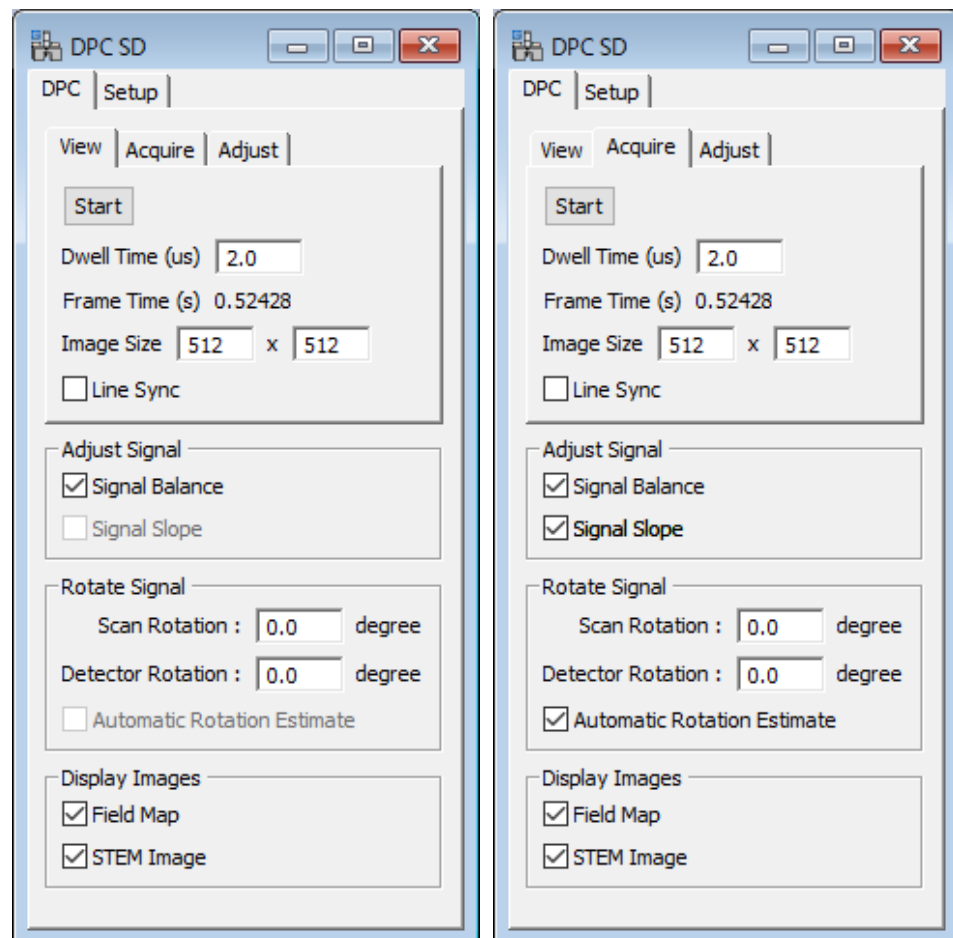 DPC SD
DPC Setup
View Acquire Adjust
Start
Dwell Time (us) 2.0
Frame Time (s) 0.52428
Image Size 512 x 512
Line Sync
Adjust Signal
Signal Balance
Signal Slope
Rotate Signal
Scan Rotation : 0.0 degree
Detector Rotation : 0.0 degree
Automatic Rotation Estimate
Display Images
Field Map
STEM Image
DPC SD
DPC Setup
View Acquire Adjust
Start
Dwell Time (us) 2.0
Frame Time (s) 0.52428
Image Size 512 x 512
Line Sync
Adjust Signal
Signal Balance
Signal Slope
Rotate Signal
Scan Rotation : 0.0 degree
Detector Rotation : 0.0 degree
Automatic Rotation Estimate
Display Images
Field Map
STEM Image